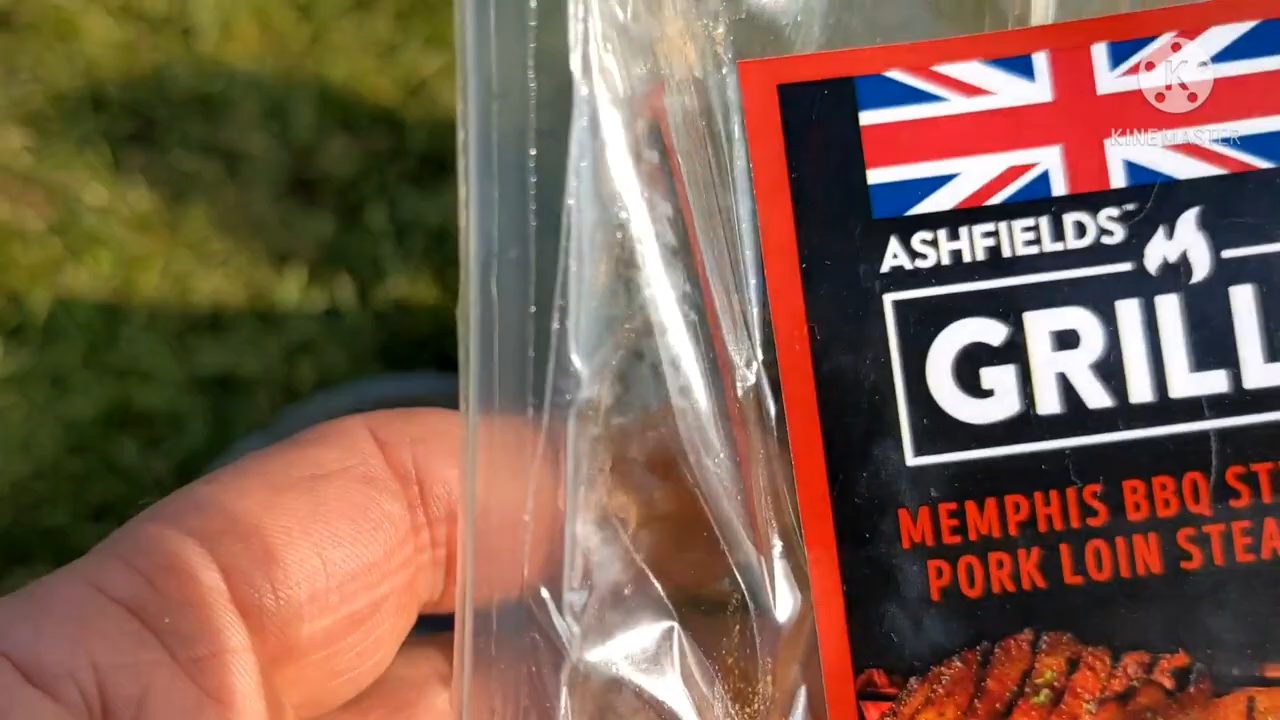 K
KINEMASTER
ASHFIELDS™
GRILL
MEMPHIS BBQ ST
PORK LOIN STEA